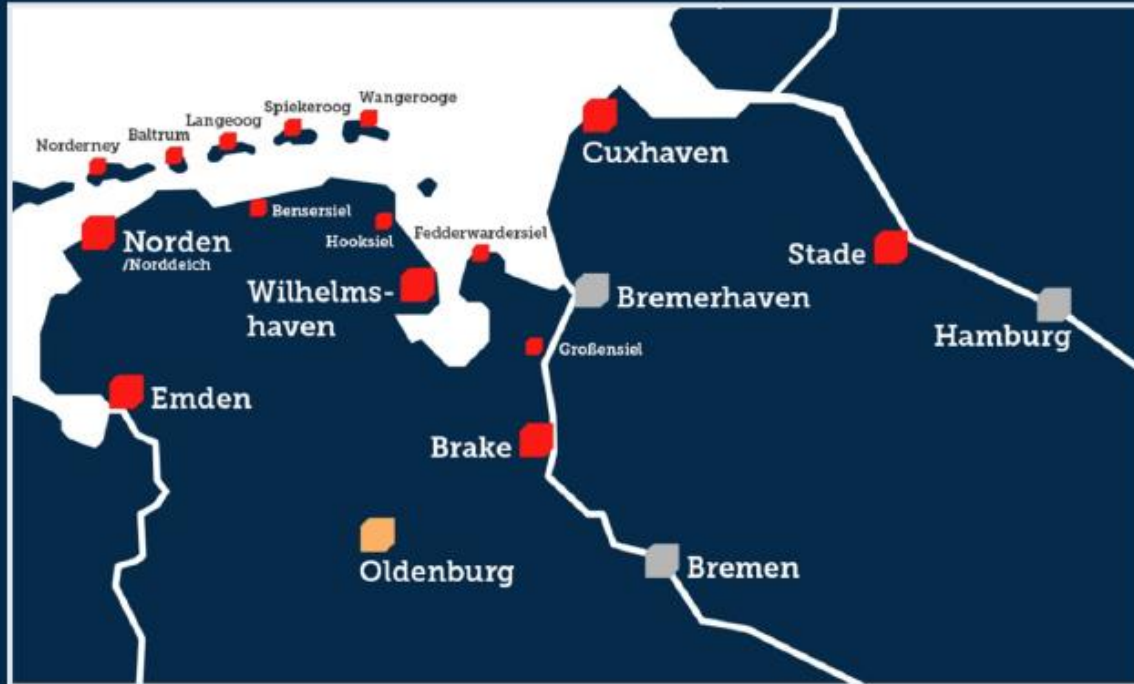 Wangerooge
Spiekeroog
Langeoog
Baltrum
Norderney
Cuxhaven
Bensersiel
Norden
/Norddeich
Hooksiel
Fedderwardersiel
Stade
Wilhelms-
haven
Bremerhaven
Hamburg
Großensiel
Emden
Brake
Oldenburg
Bremen